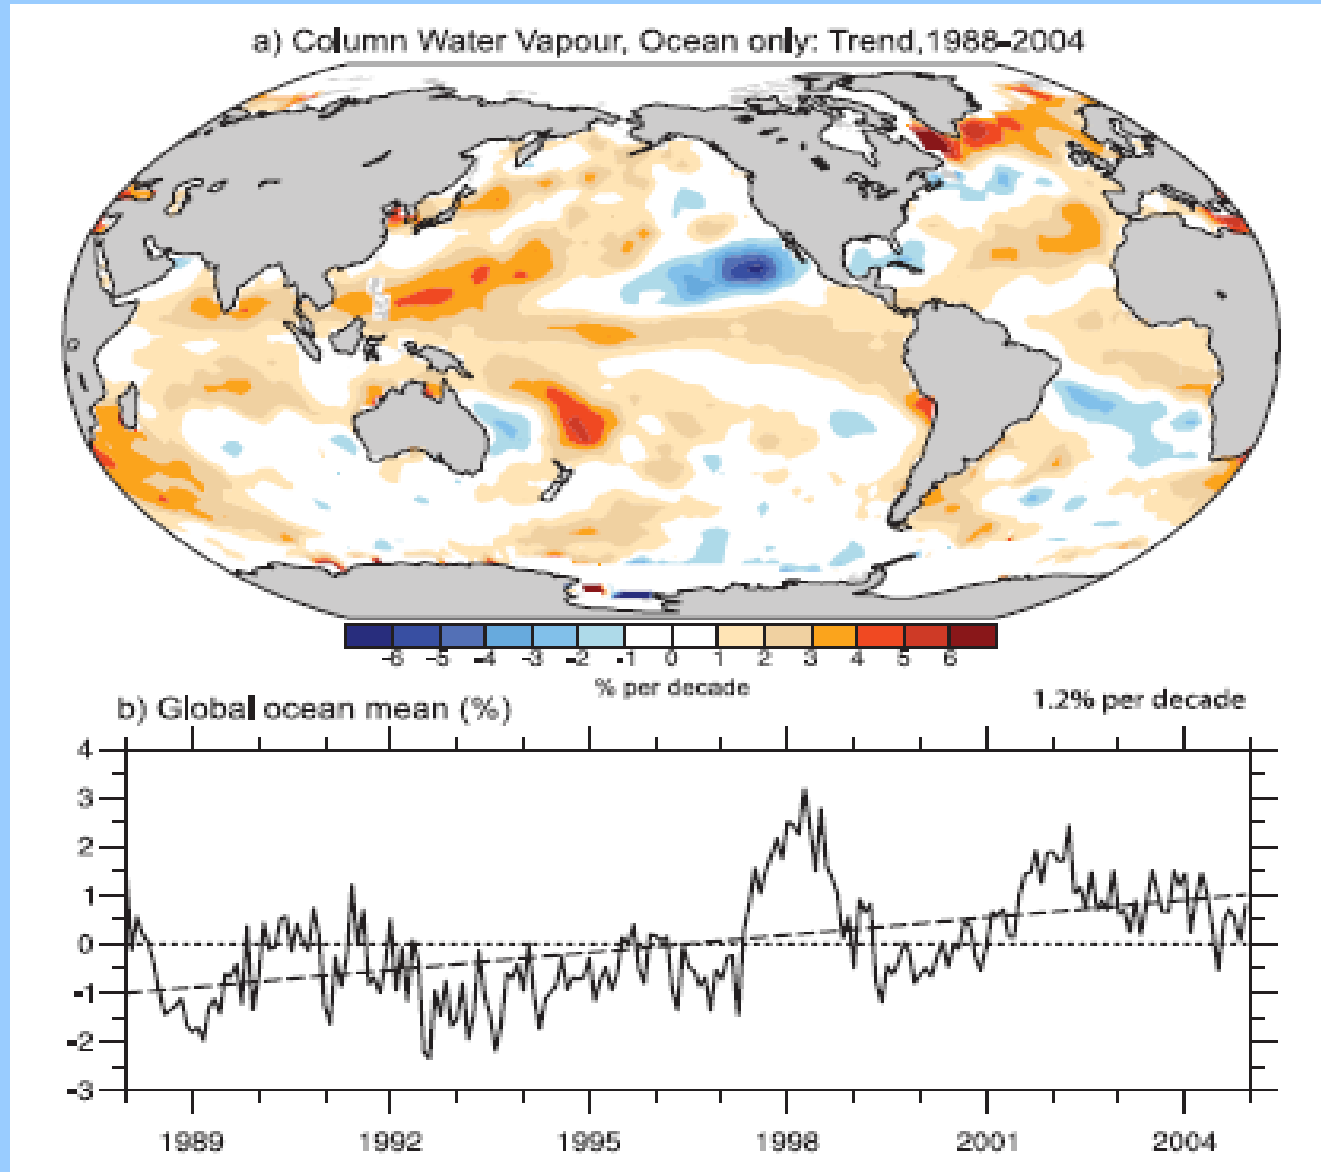 a) Column Water Vapour, Ocean only: Trend, 1988-2004
-6 -5 -4 -3 -2 -1 0 1 2 3 4 5 6
% per decade
b) Global ocean mean (%)
1.2% per decade
4
3
2
1
0
-1
-2
-3
1989 1992 1995 1998 2001 2004